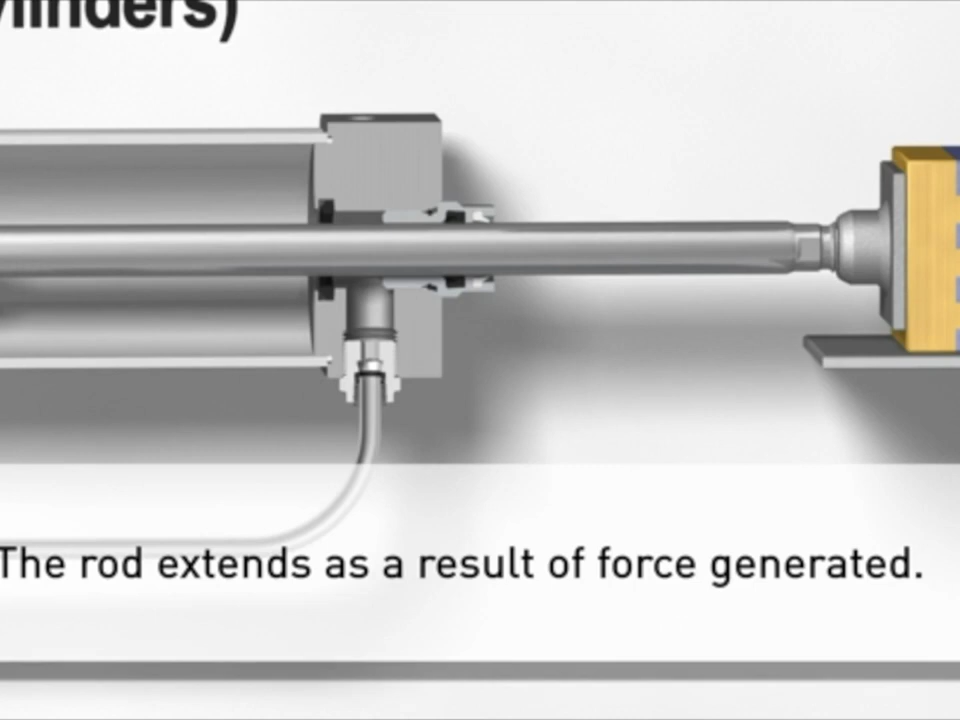 The rod extends as a result of force generated.